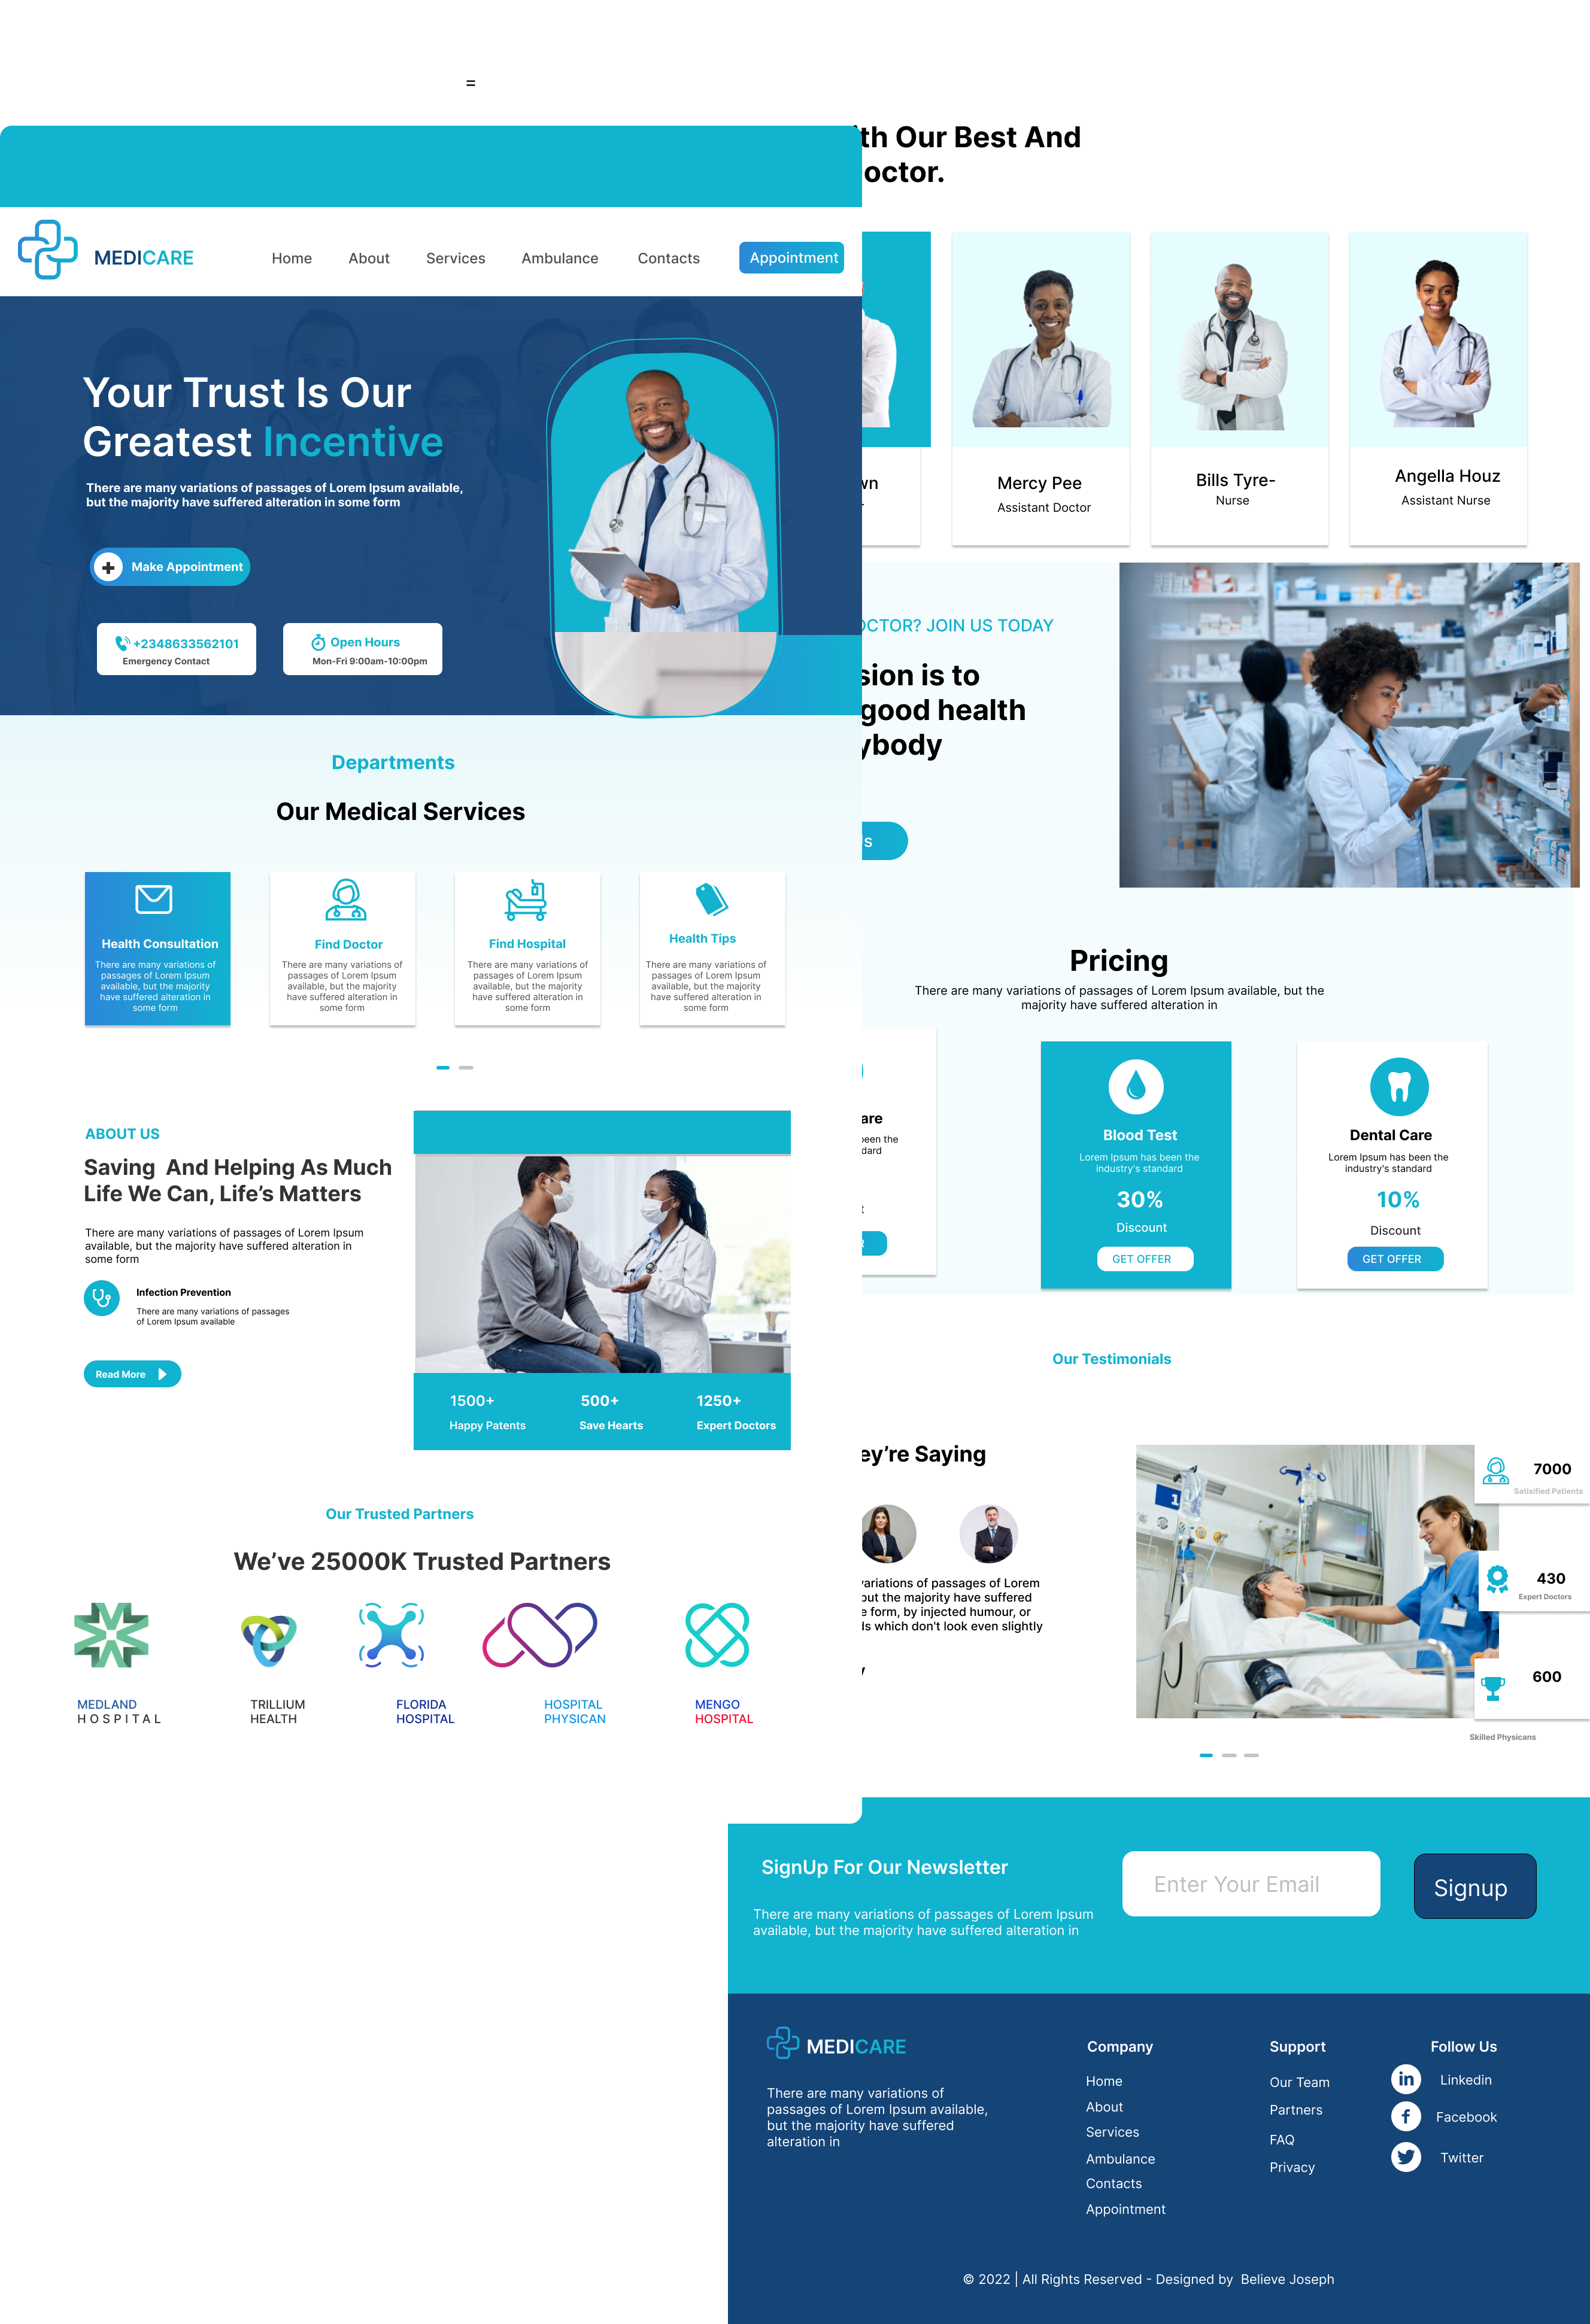 =
MEDICARE
Home
About
Services
Ambulance
Contacts
Appointment
Your Trust Is Our
Greatest Incentive
There are many variations of passages of Lorem Ipsum available,
but the majority have suffered alteration in some form
Make Appointment
+2348633562101
Emergency Contact
Open Hours
Mon-Fri 9:00am-10:00pm
Departments
Our Medical Services
Health Consultation
There are many variations of
passages of Lorem Ipsum
available, but the majority
have suffered alteration in
some form
Find Doctor
There are many variations of
passages of Lorem Ipsum
available, but the majority
have suffered alteration in
some form
Find Hospital
There are many variations of
passages of Lorem Ipsum
available, but the majority
have suffered alteration in
some form
Health Tips
There are many variations of
passages of Lorem Ipsum
available, but the majority
have suffered alteration in
some form
ABOUT US
Saving And Helping As Much
Life We Can, Life’s Matters
There are many variations of passages of Lorem Ipsum
available, but the majority have suffered alteration in
some form
Infection Prevention
There are many variations of passages
of Lorem Ipsum available
Read More
1500+
Happy Patents
500+
Save Hearts
1250+
Expert Doctors
Our Trusted Partners
We’ve 25000K Trusted Partners
MEDLAND
HOSPITAL
TRILLIUM
HEALTH
FLORIDA
HOSPITAL
HOSPITAL
PHYSICAN
MENGO
HOSPITAL
Our Best And
Mercy Pee
Assistant Doctor
Bills Tyre-
Nurse
Angella Houz
Assistant Nurse
JOIN US TODAY
is to
good health
Pricing
There are many variations of passages of Lorem Ipsum available, but the
majority have suffered alteration in
been the
Blood Test
Lorem Ipsum has been the
industry's standard
30%
Discount
GET OFFER
Dental Care
Lorem Ipsum has been the
industry's standard
10%
Discount
GET OFFER
Our Testimonials
Saying
variations of passages of Lorem
but the majority have suffered
form, by injected humour, or
which don't look even slightly
1
7000
Satisified Patients
430
Expert Doctors
600
Skilled Physicans
SignUp For Our Newsletter
There are many variations of passages of Lorem Ipsum
available, but the majority have suffered alteration in
Enter Your Email
Signup
MEDICARE
There are many variations of
passages of Lorem Ipsum available,
but the majority have suffered
alteration in
Company
Home
About
Services
Ambulance
Contacts
Appointment
Support
Our Team
Partners
FAQ
Privacy
Follow Us
Linkedin
Facebook
Twitter
© 2022 | All Rights Reserved - Designed by Believe Joseph